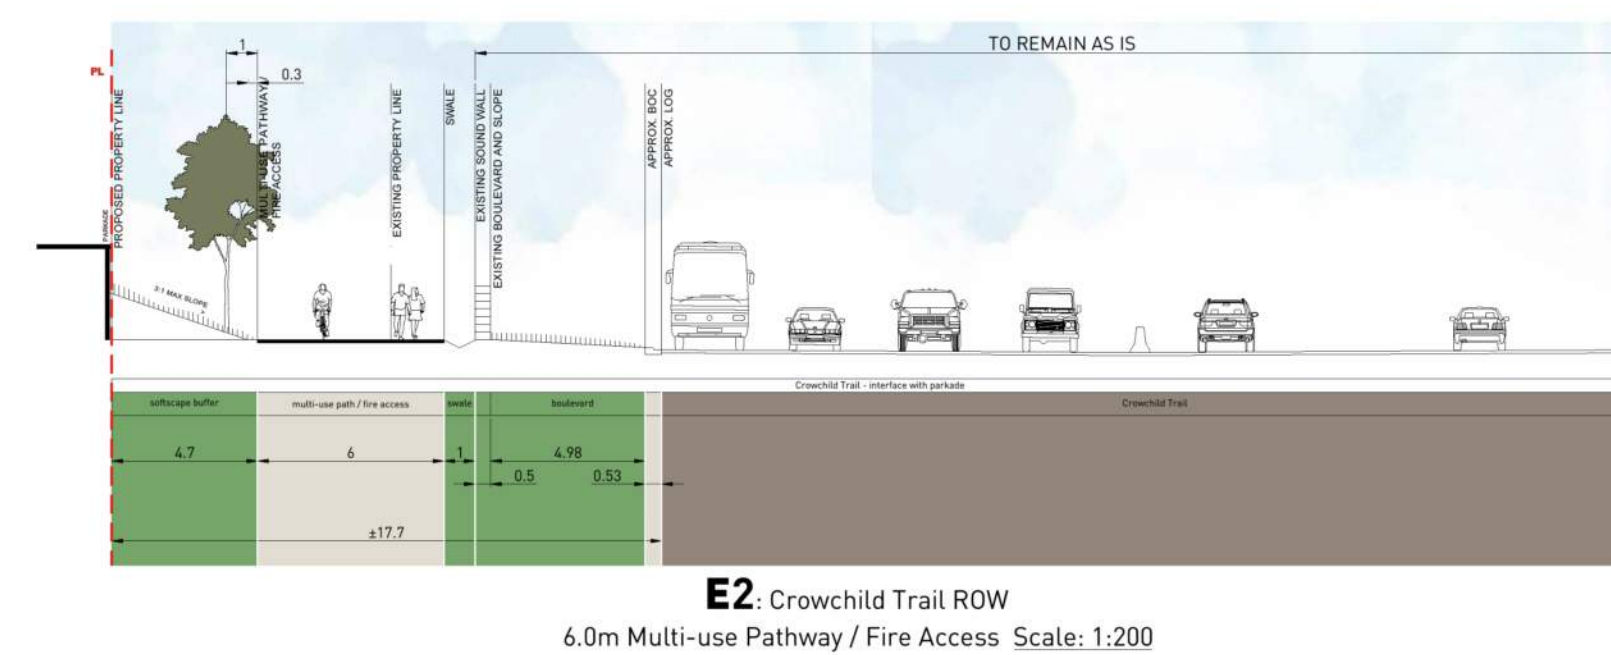 TO REMAIN AS IS
1
0.3
PL
PARKADE
PROPOSED PROPERTY LINE
MULTI-USE PATHWAY/
FIRE ACCESS
EXISTING PROPERTY LINE
SWALE
EXISTING SOUND WALL
EXISTING BOULEVARD AND SLOPE
APPROX. BOC
APPROX. LOG
3:1 MAX SLOPE
Crowchild Trail - interface with parkade
softscape buffer
multi-use path / fire access
swale
boulevard
Crowchild Trail
4.7
6
1
4.98
0.5
0.53
±17.7
E2: Crowchild Trail ROW
6.0m Multi-use Pathway / Fire Access Scale: 1:200